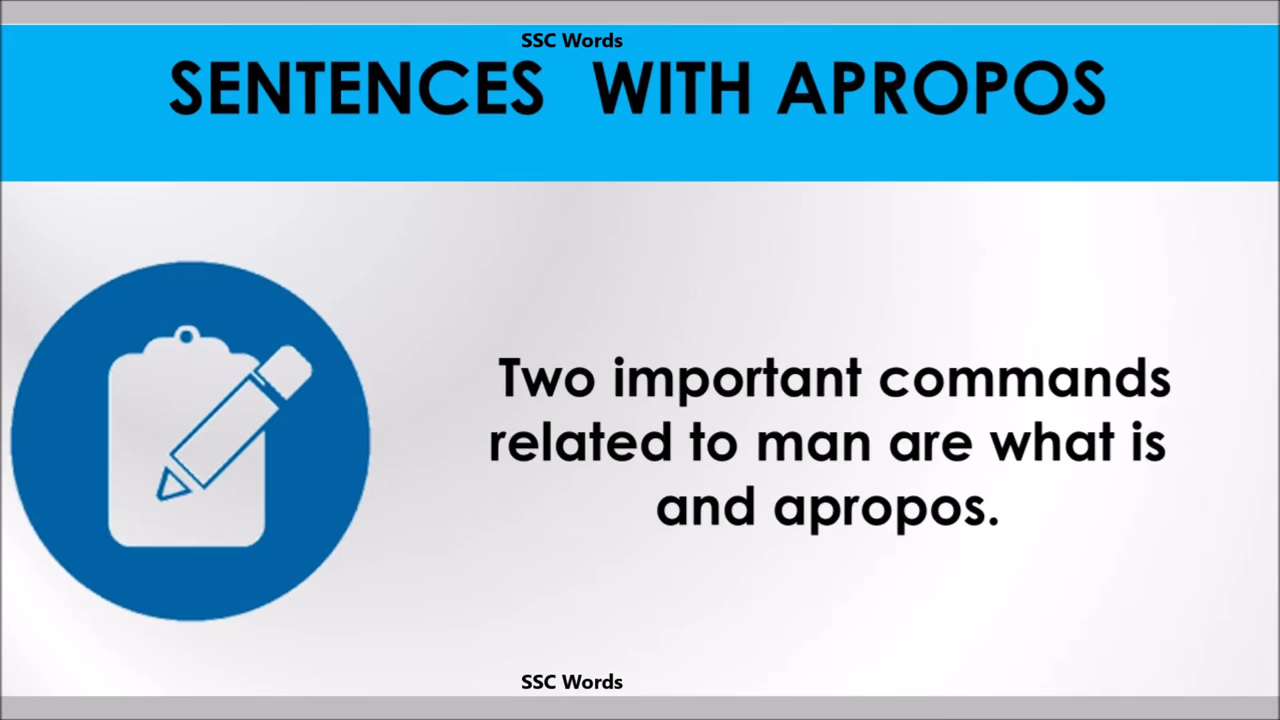 SSC Words
SENTENCES WITH APROPOS
Two important commands
related to man are what is
and apropos.
SSC Words